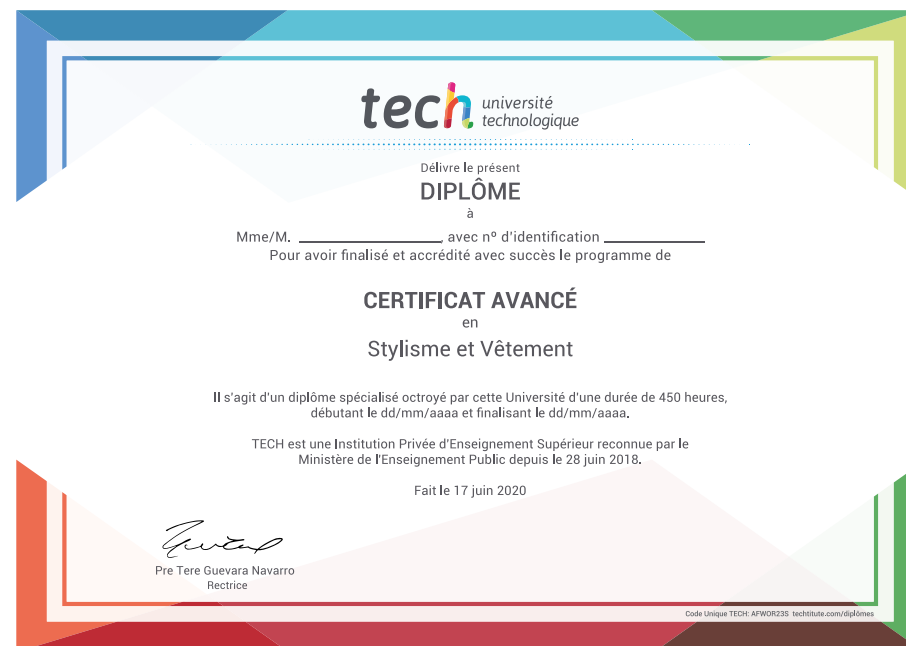 tech université
technologique
Délivre le présent
DIPLÔME
à
Mme/M. ____________________, avec nº d'identification ______________
Pour avoir finalisé et accrédité avec succès le programme de
CERTIFICAT AVANCÉ
en
Stylisme et Vêtement
Il s'agit d'un diplôme spécialisé octroyé par cette Université d'une durée de 450 heures,
débutant le dd/mm/aaaa et finalisant le dd/mm/aaaa.
TECH est une Institution Privée d'Enseignement Supérieur reconnue par le
Ministère de l'Enseignement Public depuis le 28 juin 2018.
Fait le 17 juin 2020
Pre Tere Guevara Navarro
Rectrice
Code Unique TECH: AFWOR23S techtitute.com/diplômes